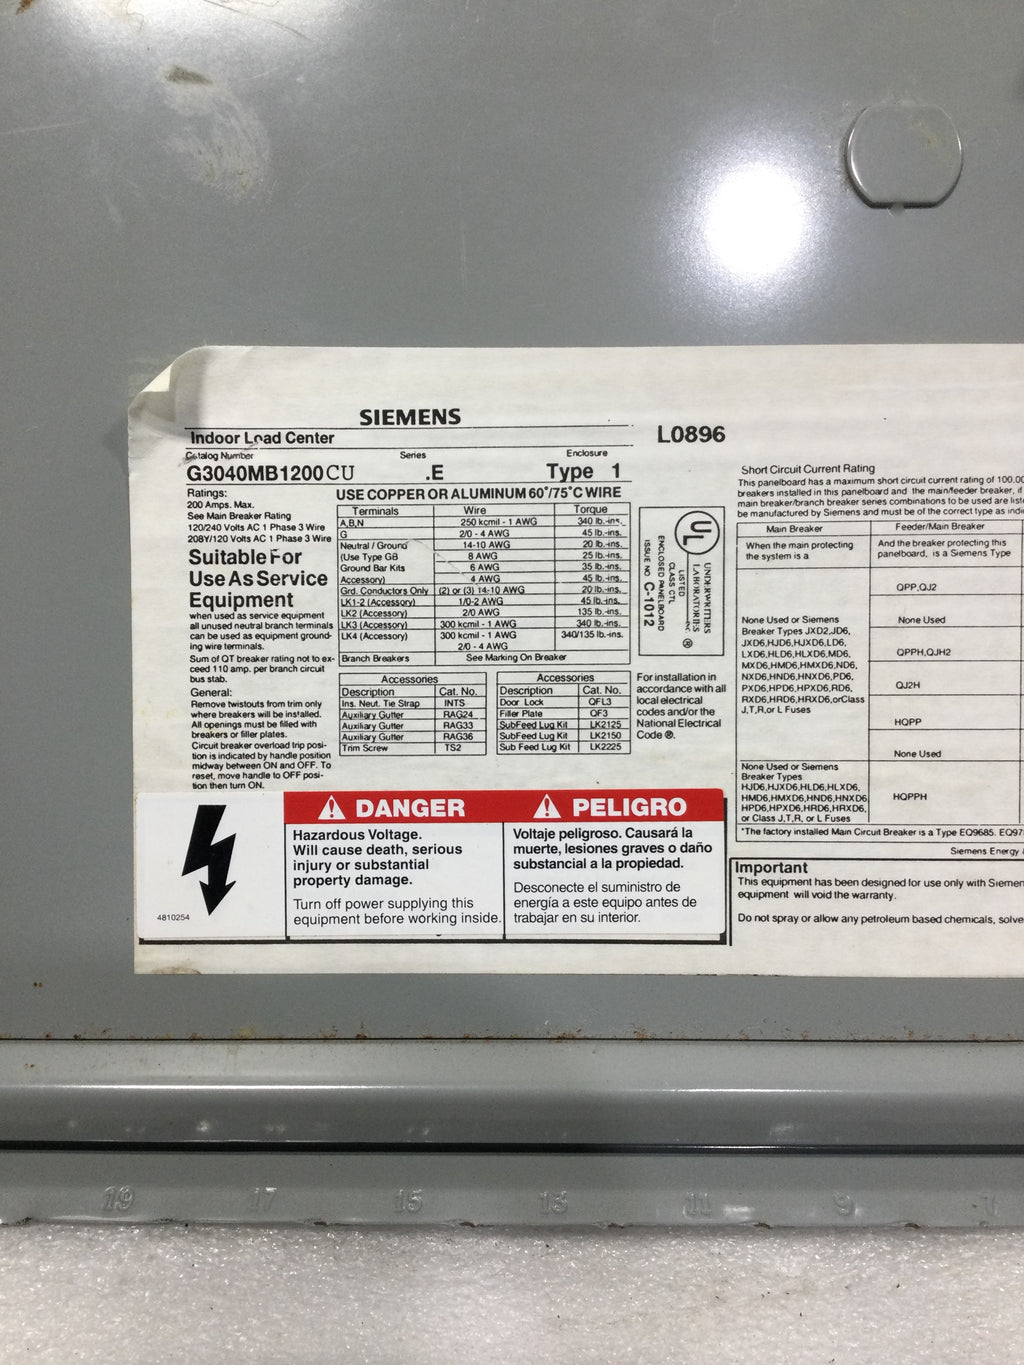 SIEMENS
Indoor Load Center
L0896
Catalog Number Series Enclosure
G3040MB1200CU .E Type 1
Ratings:
200 Amps. Max.
See Main Breaker Rating
120/240 Volts AC 1 Phase 3 Wire
208Y/120 Volts AC 1 Phase 3 Wire
Suitable For
Use As Service
Equipment
when used as service equipment
all unused neutral branch terminals
can be used as equipment ground-
ing wire terminals.
Sum of QT breaker rating not to ex-
ceed 110 amp. per branch circuit
bus stab.
General:
Remove twistouts from trim only
where breakers will be installed.
All openings must be filled with
breakers or filler plates.
Circuit breaker overload trip posi-
tion is indicated by handle position
midway between ON and OFF. To
reset, move handle to OFF posi-
tion then turn ON.
USE COPPER OR ALUMINUM 60°/75°C WIRE
Terminals Wire Torque
A,B,N 250 kcmil - 1 AWG 340 lb.-ins.
G 2/0 - 4 AWG 45 lb.-ins.
Neutral / Ground 14-10 AWG 20 lb.-ins.
(Use Type GB 8 AWG 25 lb.-ins.
Ground Bar Kits 6 AWG 35 lb.-ins.
Accessory) 4 AWG 45 lb.-ins.
Grd. Conductors Only (2) or (3) 14-10 AWG 20 lb.-ins.
LK1-2 (Accessory) 1/0-2 AWG 45 lb.-ins.
LK2 (Accessory) 2/0 AWG 135 lb.-ins.
LK3 (Accessory) 300 kcmil - 1 AWG 340 lb.-ins.
LK4 (Accessory) 300 kcmil - 1 AWG 340/135 lb.-ins.
2/0 - 4 AWG
Branch Breakers See Marking On Breaker
Accessories
Description Cat. No.
Ins. Neut. Tie Strap INTS
Auxiliary Gutter RAG24
Auxiliary Gutter RAG33
Auxiliary Gutter RAG36
Trim Screw TS2
Accessories
Description Cat. No.
Door Lock QFL3
Filler Plate QF3
SubFeed Lug Kit LK2125
SubFeed Lug Kit LK2150
Sub Feed Lug Kit LK2225
UL
UNDERWRITERS
LABORATORIES
®
LISTED
CLASS CTL
ENCLOSED PANELBOARD
ISSUE NO C-1012
For installation in
accordance with all
local electrical
codes and/or the
National Electrical
Code ®.
Short Circuit Current Rating
This panelboard has a maximum short circuit current rating of 100,00
breakers installed in this panelboard and the main/feeder breaker, if
main breaker/branch breaker series combinations to be used are list
be manufactured by Siemens and must be of the correct type as indi
Main Breaker Feeder/Main Breaker
When the main protecting
the system is a
And the breaker protecting this
panelboard, is a Siemens Type
None Used or Siemens
Breaker Types JXD2,JD6,
JXD6,HJD6,HJXD6,LD6,
LXD6,HLD6,HLXD6,MD6,
MXD6,HMD6,HMXD6,ND6,
NXD6,HND6,HNXD6,PD6,
PXD6,HPD6,HPXD6,RD6,
RXD6,HRD6,HRXD6,orClass
J,T,R,or L Fuses
QPP,QJ2
None Used
QPPH,QJH2
QJ2H
HQPP
None Used
None Used or Siemens
Breaker Types
HJD6,HJXD6,HLD6,HLXD6,
HMD6,HMXD6,HND6,HNXD6
HPD6,HPXD6,HRD6,HRXD6,
or Class J,T,R, or L Fuses
HQPPH
*The factory installed Main Circuit Breaker is a Type EQ9685. EQ97
Siemens Energy &
Important
This equipment has been designed for use only with Siemen
equipment will void the warranty.
Do not spray or allow any petroleum based chemicals, solve
4810254
DANGER
Hazardous Voltage.
Will cause death, serious
injury or substantial
property damage.
Turn off power supplying this
equipment before working inside.
PELIGRO
Voltaje peligroso. Causará la
muerte, lesiones graves o daño
substancial a la propiedad.
Desconecte el suministro de
energía a este equipo antes de
trabajar en su interior.
19 17 15 13 11 9 7